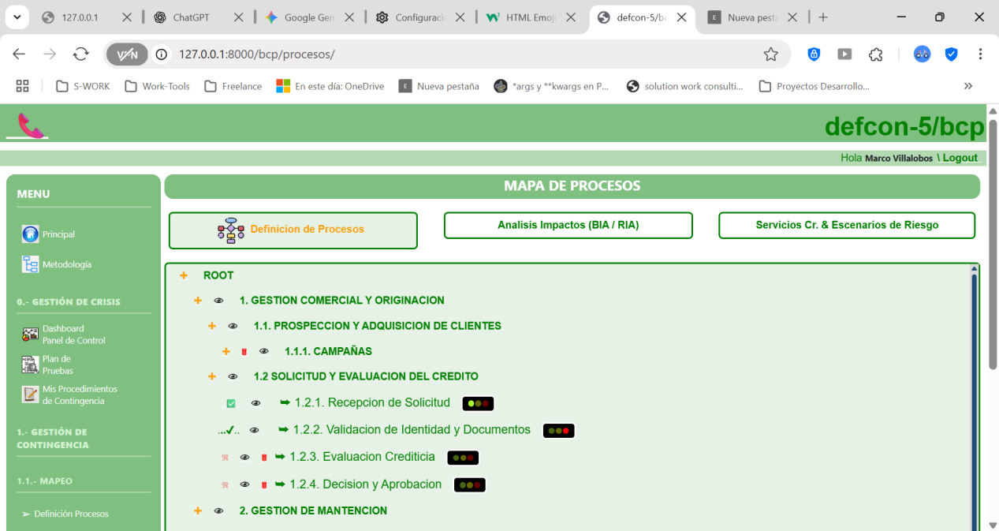 127.0.0.1
ChatGPT
Google Gen
Configuraci
HTML Emoj
defcon-5/bc
E Nueva pest
VPN
127.0.0.1:8000/bcp/procesos/
S-WORK
Work-Tools
Freelance
En este día: OneDrive
E Nueva pestaña
*args y **kwargs en P...
solution work consulti...
Proyectos Desarrollo...
defcon-5/bcp
Hola Marco Villalobos \ Logout
MENU
Principal
Metodología
0.- GESTIÓN DE CRISIS
Dashboard
Panel de Control
Plan de
Pruebas
Mis Procedimientos
de Contingencia
1.- GESTIÓN DE
CONTINGENCIA
1.1.- MAPEO
➢ Definición Procesos
MAPA DE PROCESOS
Definicion de Procesos
Analisis Impactos (BIA / RIA)
Servicios Cr. & Escenarios de Riesgo
+ ROOT
+ 1. GESTION COMERCIAL Y ORIGINACION
+ 1.1. PROSPECCION Y ADQUISICION DE CLIENTES
+ 1.1.1. CAMPAÑAS
+ 1.2 SOLICITUD Y EVALUACION DEL CREDITO
1.2.1. Recepcion de Solicitud
...✓.. 1.2.2. Validacion de Identidad y Documentos
ℜ 1.2.3. Evaluacion Crediticia
ℜ 1.2.4. Decision y Aprobacion
+ 2. GESTION DE MANTENCION